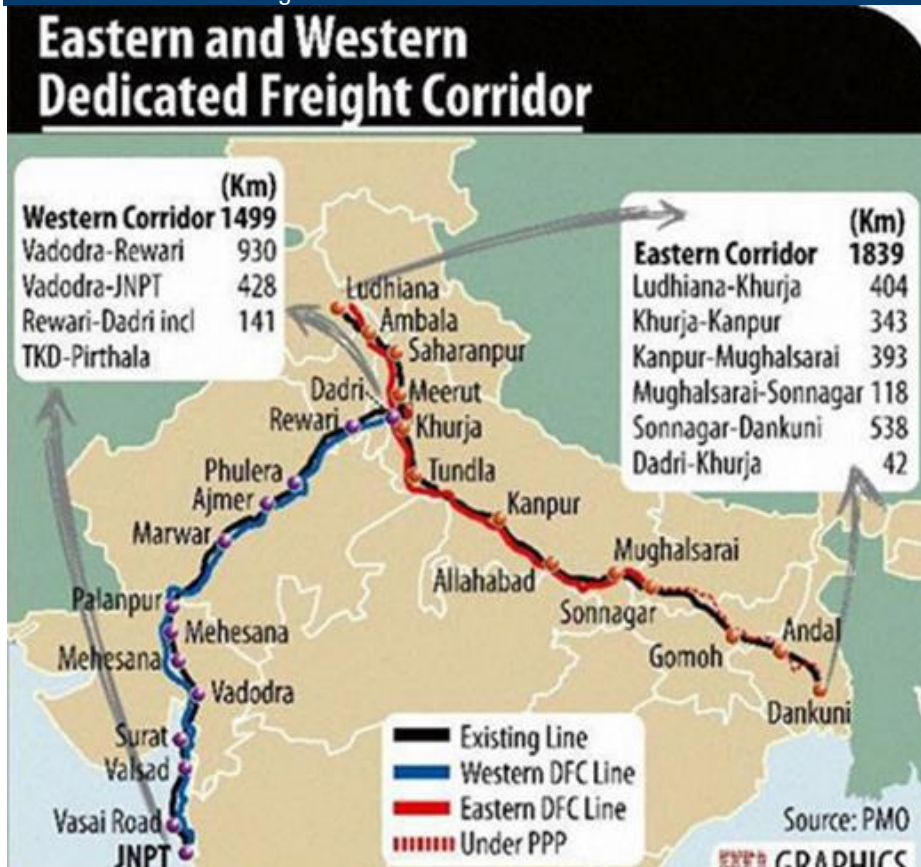 Eastern and Western
Dedicated Freight Corridor
(Km)
Western Corridor 1499
Vadodra-Rewari 930
Vadodra-JNPT 428
Rewari-Dadri incl 141
TKD-Pirthala
(Km)
Eastern Corridor 1839
Ludhiana-Khurja 404
Khurja-Kanpur 343
Kanpur-Mughalsarai 393
Mughalsarai-Sonnagar 118
Sonnagar-Dankuni 538
Dadri-Khurja 42
Ludhiana
Ambala
Saharanpur
Dadri
Meerut
Rewari
Khurja
Phulera
Tundla
Ajmer
Kanpur
Marwar
Mughalsarai
Allahabad
Palanpur
Sonnagar
Mehesana
Andal
Mehesana
Gomoh
Vadodra
Dankuni
Surat
Valsad
Vasai Road
JNPT
Existing Line
Western DFC Line
Eastern DFC Line
Under PPP
Source: PMO
GRAPHICS